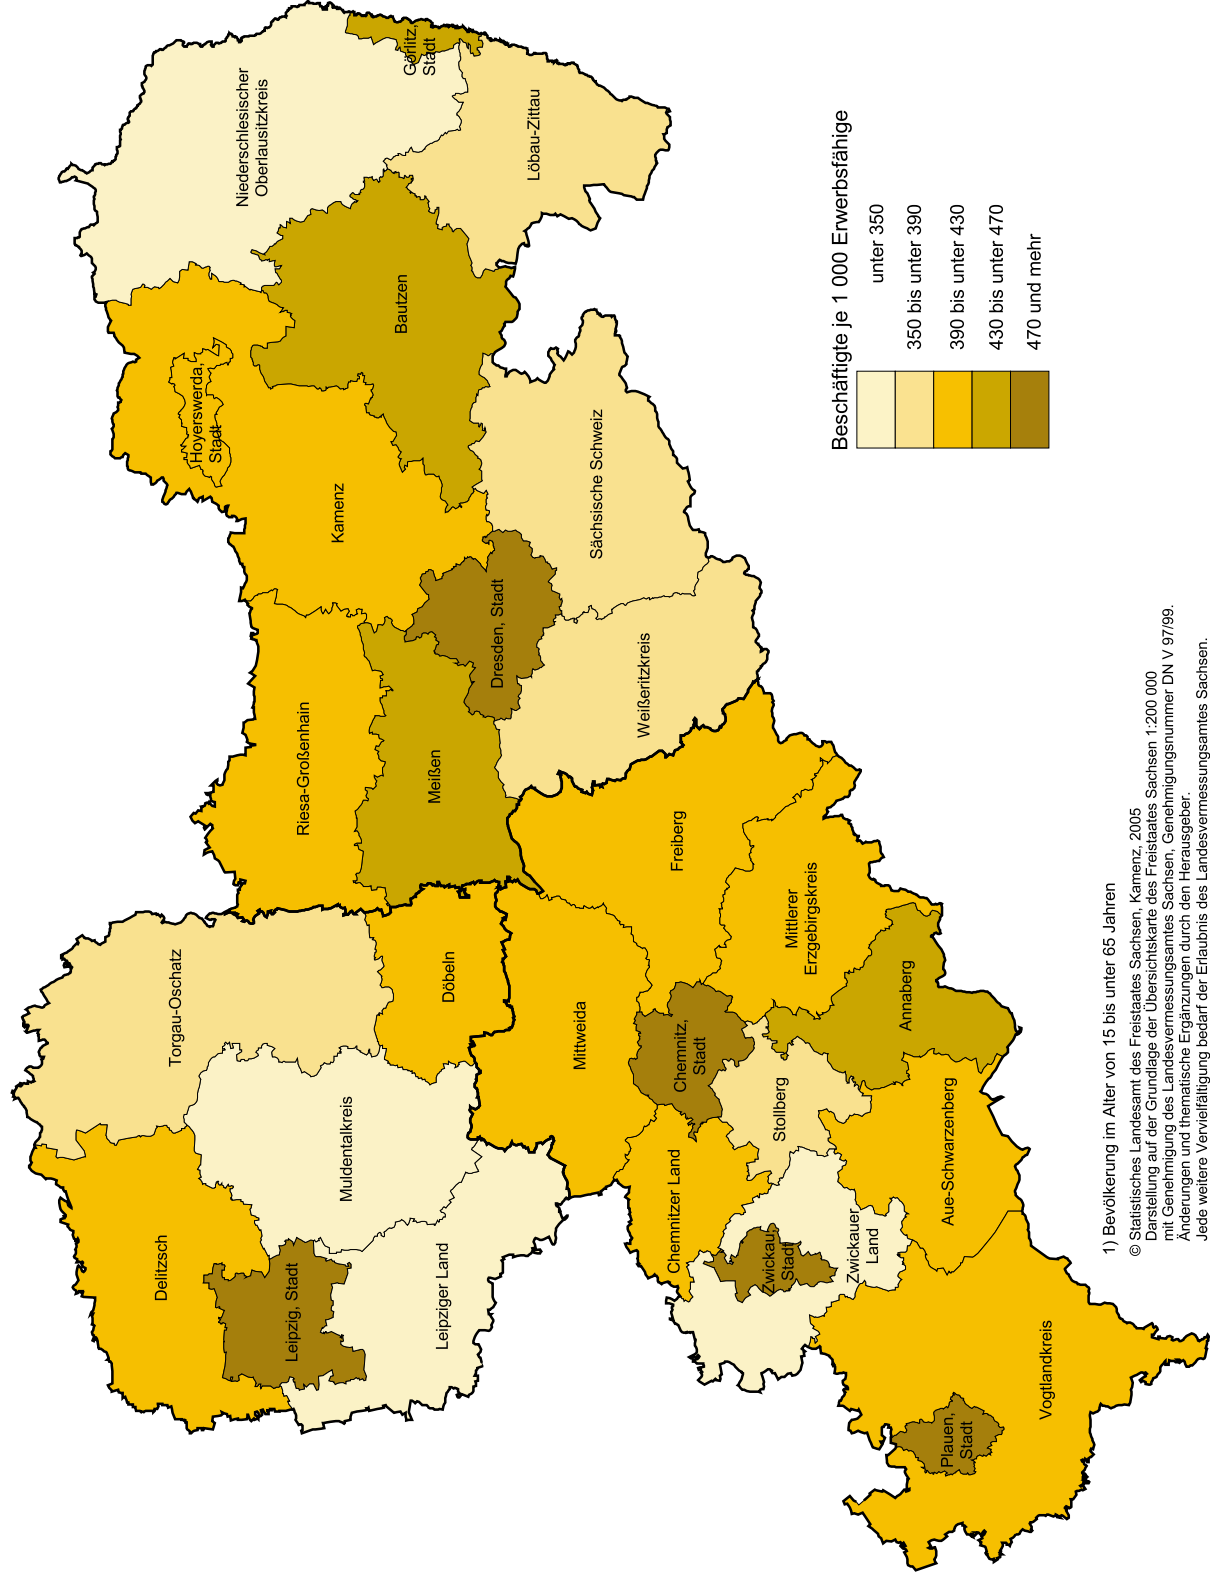 Torgau-Oschatz
Delitzsch
Leipzig, Stadt
Muldentalkreis
Leipziger Land
Döbeln
Riesa-Großenhain
Meißen
Kamenz
Hoyerswerda,
Stadt
Bautzen
Niederschlesischer
Oberlausitzkreis
Görlitz,
Stadt
Löbau-Zittau
Dresden, Stadt
Sächsische Schweiz
Weißeritzkreis
Freiberg
Mittweida
Mittlerer
Erzgebirgskreis
Chemnitz,
Stadt
Annaberg
Stollberg
Chemnitzer Land
Aue-Schwarzenberg
Zwickauer
Land
Zwickau,
Stadt
Vogtlandkreis
Plauen,
Stadt
Beschäftigte je 1 000 Erwerbsfähige
unter 350
350 bis unter 390
390 bis unter 430
430 bis unter 470
470 und mehr
1) Bevölkerung im Alter von 15 bis unter 65 Jahren
© Statistisches Landesamt des Freistaates Sachsen, Kamenz, 2005
Darstellung auf der Grundlage der Übersichtskarte des Freistaates Sachsen 1:200 000
mit Genehmigung des Landesvermessungsamtes Sachsen, Genehmigungsnummer DN V 97/99.
Änderungen und thematische Ergänzungen durch den Herausgeber.
Jede weitere Vervielfältigung bedarf der Erlaubnis des Landesvermessungsamtes Sachsen.